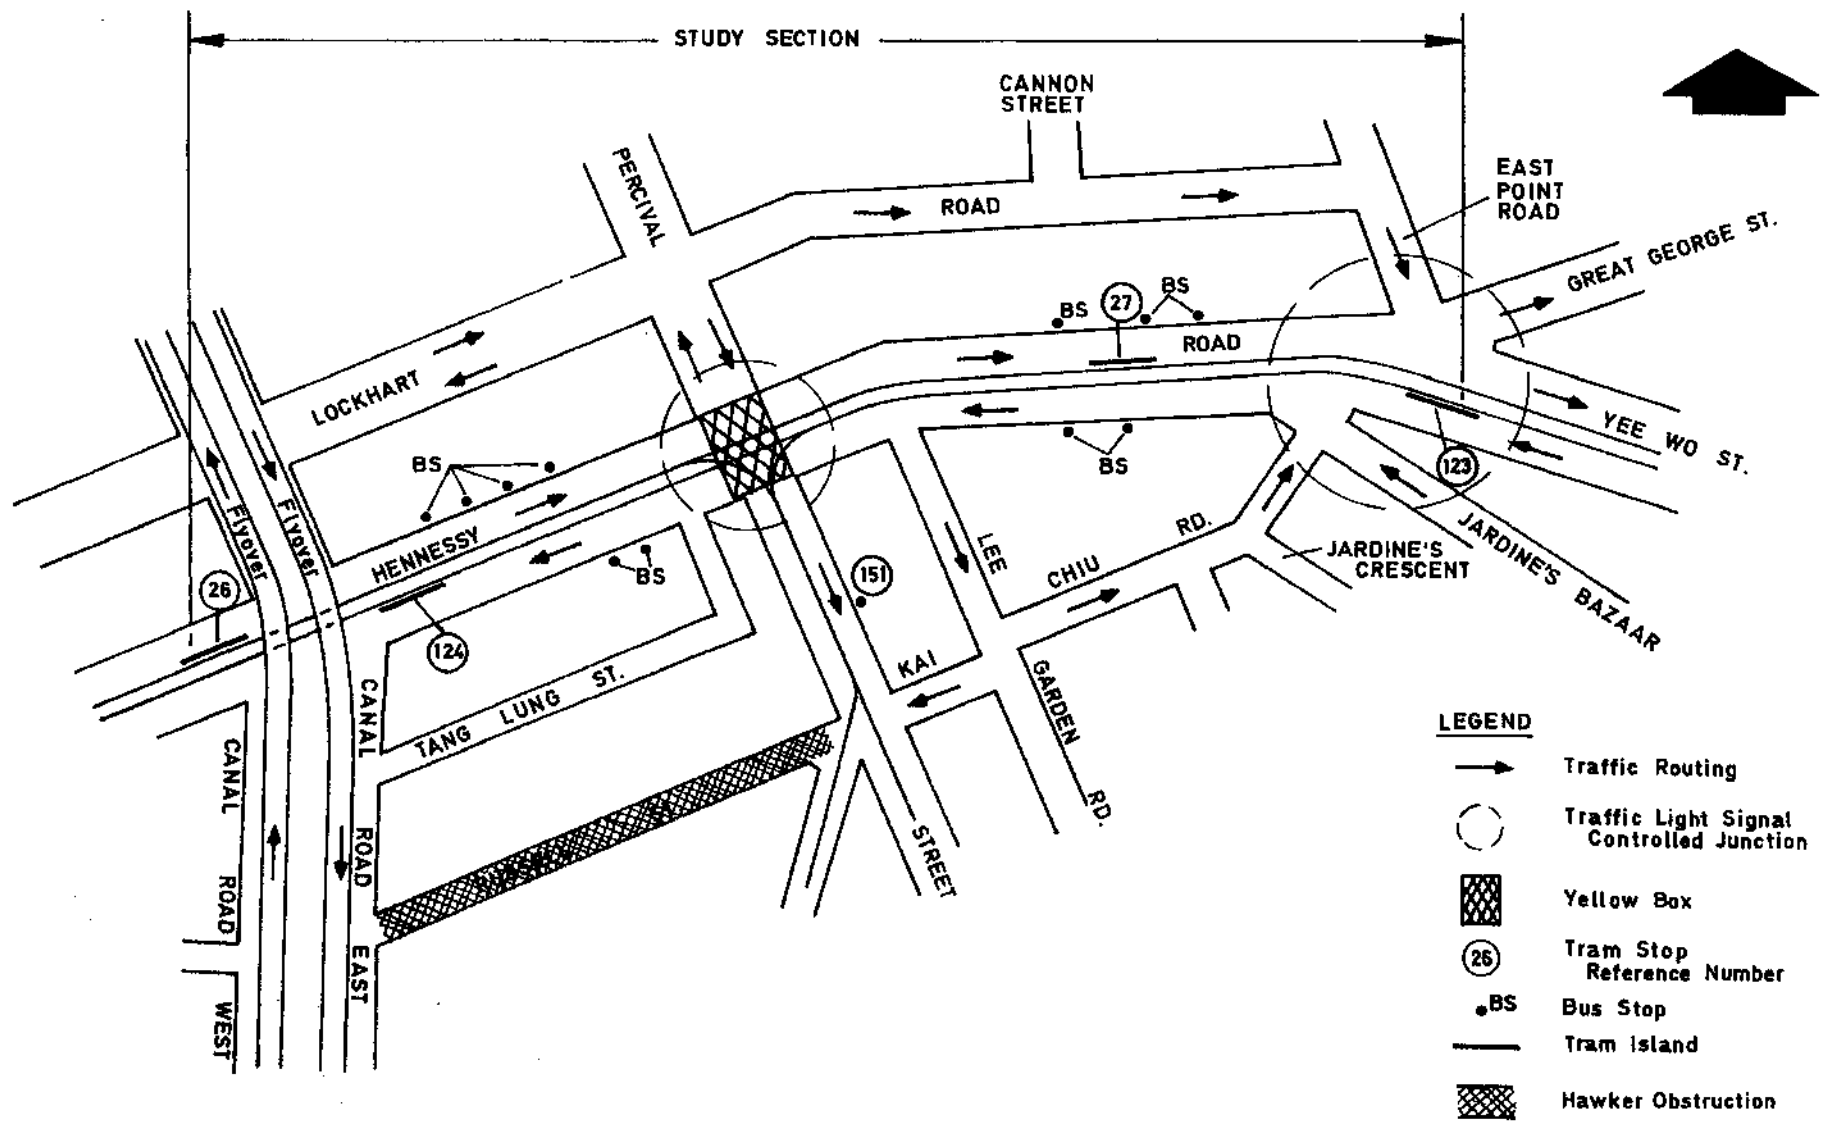 STUDY SECTION
CANNON
STREET
PERCIVAL
EAST
POINT
ROAD
ROAD
GREAT GEORGE ST.
BS
27
BS
ROAD
LOCKHART
YEE WO ST.
BS
BS
123
Flyover
Flyover
HENNESSY
RD.
JARDINE'S BAZAAR
LEE
JARDINE'S
CRESCENT
CHIU
151
BS
26
124
KAI
GARDEN
ST.
LUNG
TANG
CANAL
CANAL
RD.
STREET
ROAD
ROAD
EAST
WEST
LEGEND
Traffic Routing
Traffic Light Signal
Controlled Junction
Yellow Box
26
Tram Stop
Reference Number
BS
Bus Stop
Tram Island
Hawker Obstruction